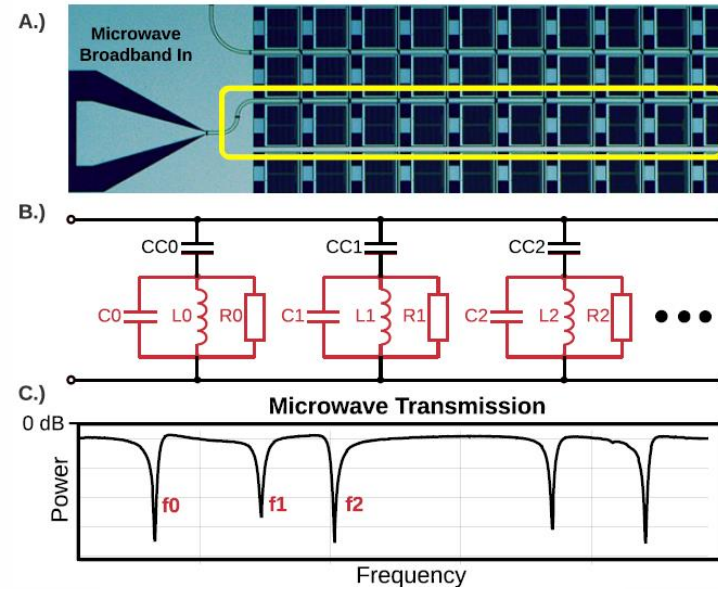 A.)
Microwave
Broadband In
B.)
CC0 CC1 CC2
C0 L0 R0 C1 L1 R1 C2 L2 R2
C.)
Microwave Transmission
0 dB
Power
f0 f1 f2
Frequency